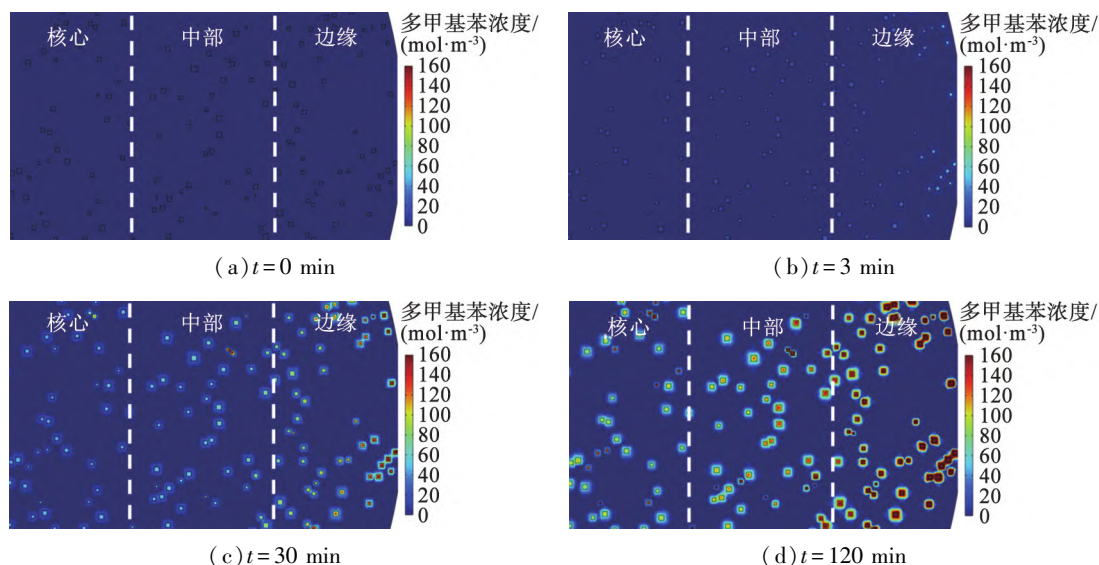 核心 中部 边缘
多甲基苯浓度/
(mol·m⁻³)
160
140
120
100
80
60
40
20
0
(a)t=0 min
核心 中部 边缘
多甲基苯浓度/
(mol·m⁻³)
160
140
120
100
80
60
40
20
0
(b)t=3 min
核心 中部 边缘
多甲基苯浓度/
(mol·m⁻³)
160
140
120
100
80
60
40
20
0
(c)t=30 min
核心 中部 边缘
多甲基苯浓度/
(mol·m⁻³)
160
140
120
100
80
60
40
20
0
(d)t=120 min